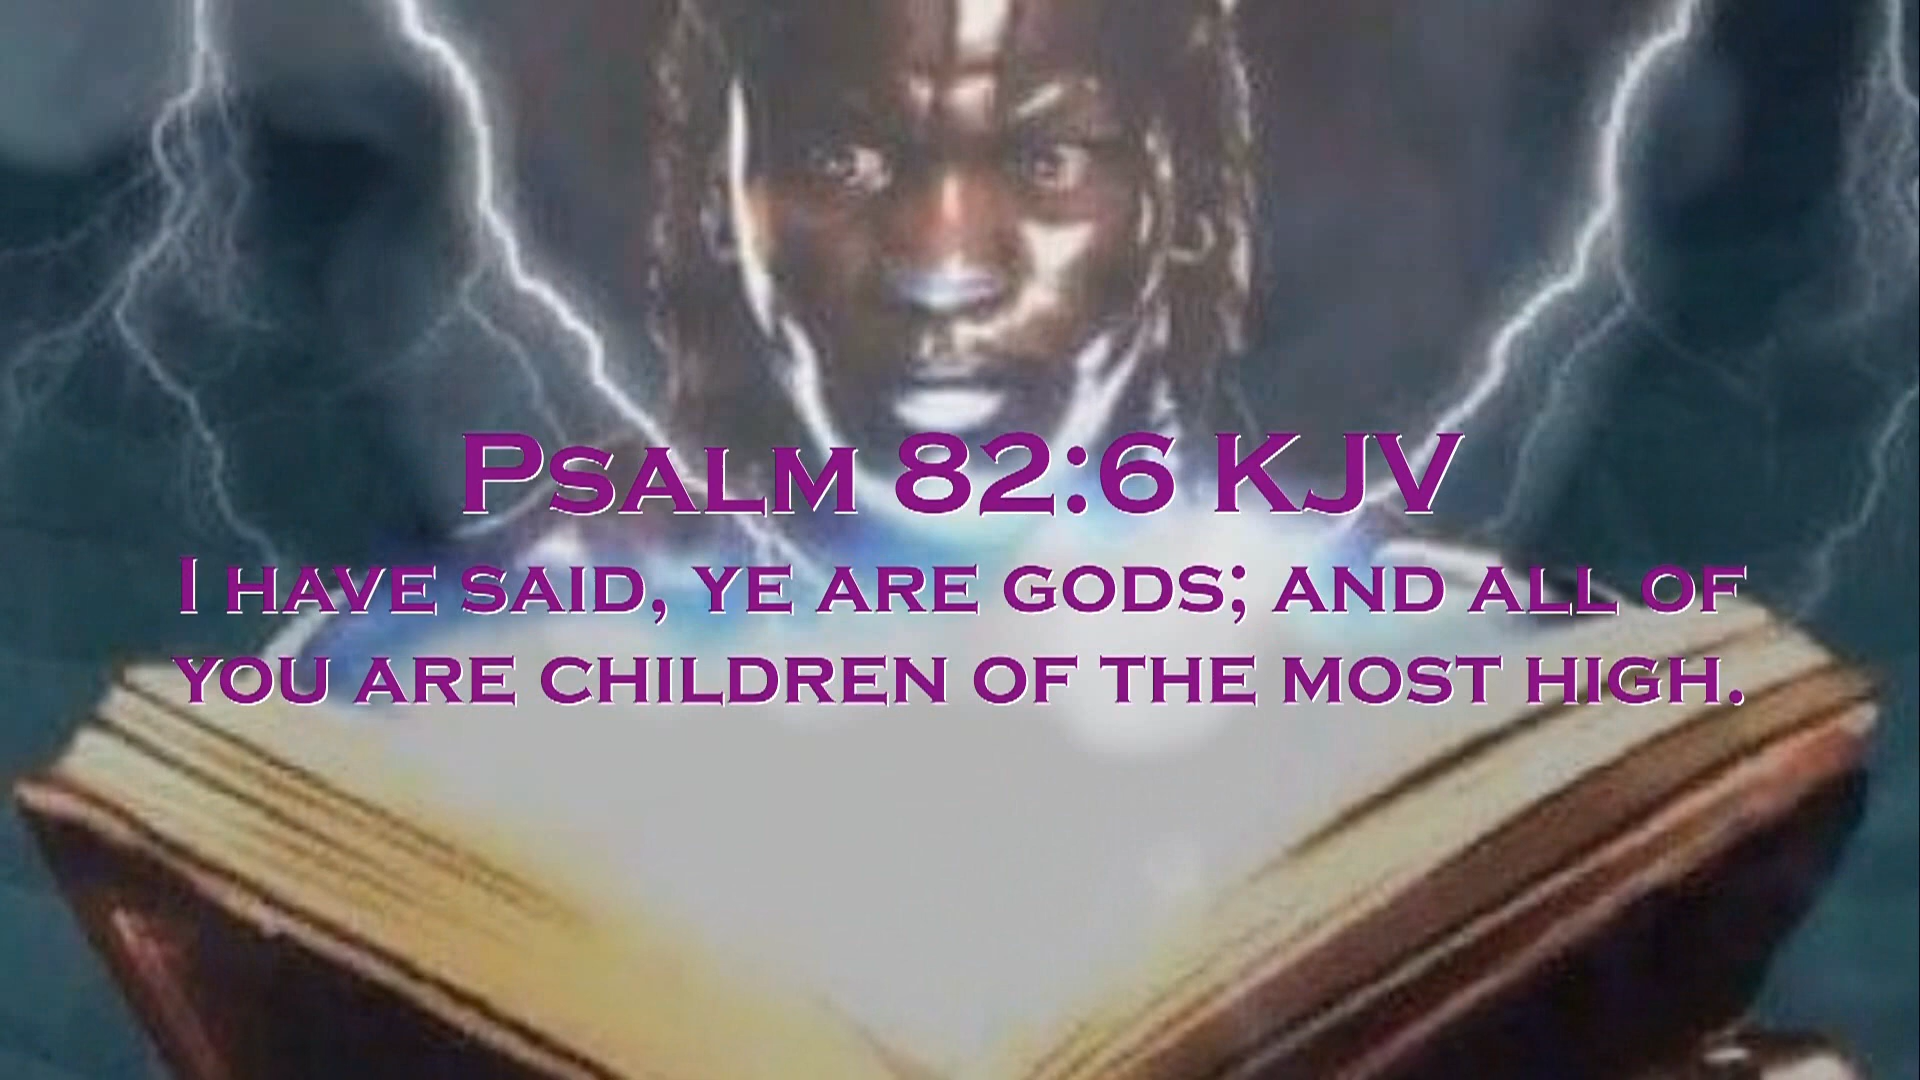 Psalm 82:6 KJV
I have said, ye are gods; and all of
you are children of the most high.